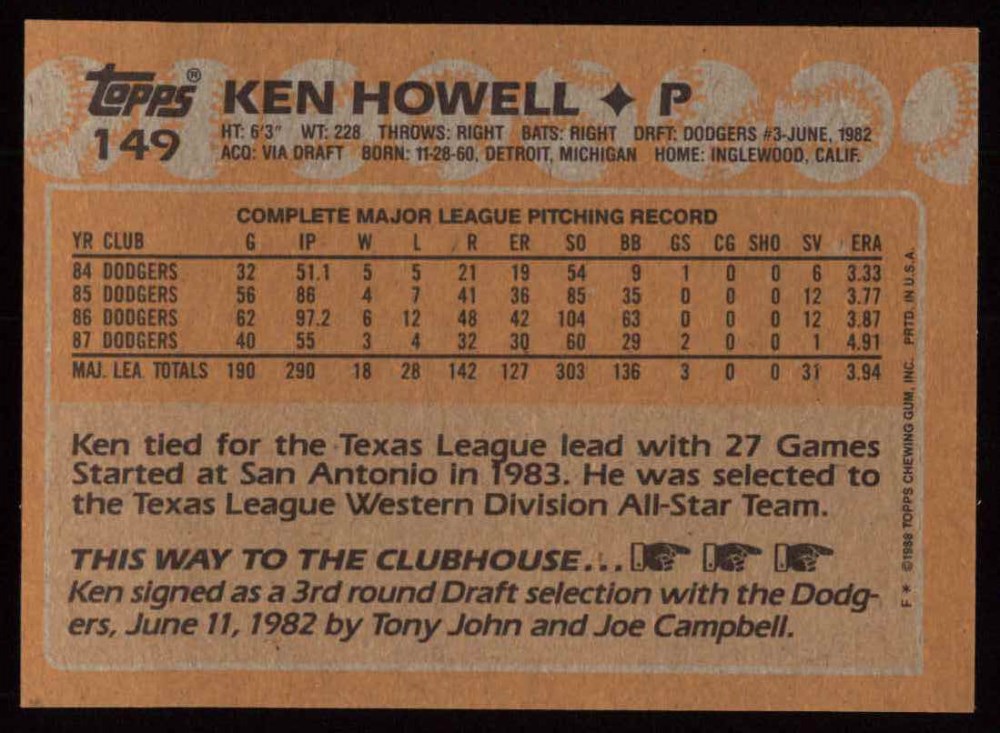 topps® KEN HOWELL ✦ P
149
HT: 6'3" WT: 228 THROWS: RIGHT BATS: RIGHT DRFT: DODGERS #3-JUNE, 1982
ACQ: VIA DRAFT BORN: 11-28-60, DETROIT, MICHIGAN HOME: INGLEWOOD, CALIF.
COMPLETE MAJOR LEAGUE PITCHING RECORD
YR CLUB G IP W L R ER SO BB GS CG SHO SV ERA
84 DODGERS 32 51.1 5 5 21 19 54 9 1 0 0 6 3.33
85 DODGERS 56 86 4 7 41 36 85 35 0 0 0 12 3.77
86 DODGERS 62 97.2 6 12 48 42 104 63 0 0 0 12 3.87
87 DODGERS 40 55 3 4 32 30 60 29 2 0 0 1 4.91
MAJ. LEA. TOTALS 190 290 18 28 142 127 303 136 3 0 0 31 3.94
Ken tied for the Texas League lead with 27 Games
Started at San Antonio in 1983. He was selected to
the Texas League Western Division All-Star Team.
THIS WAY TO THE CLUBHOUSE...
Ken signed as a 3rd round Draft selection with the Dodg-
ers, June 11, 1982 by Tony John and Joe Campbell.
F * ©1988 TOPPS CHEWING GUM, INC. PRTD. IN U.S.A.